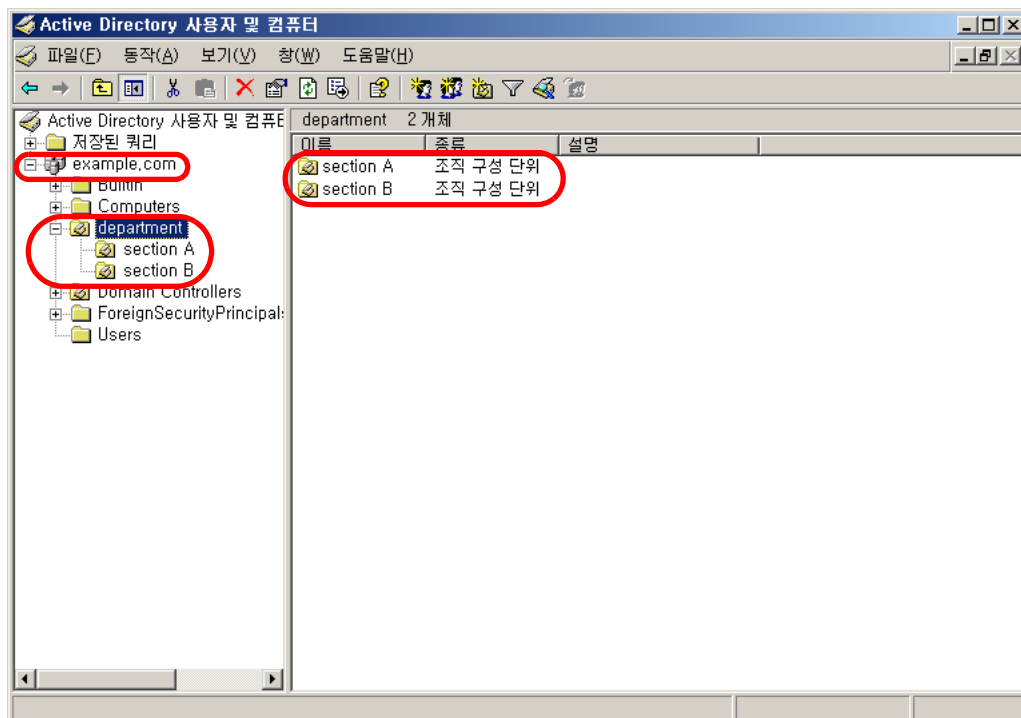 Active Directory 사용자 및 컴퓨터
파일(F) 동작(A) 보기(V) 창(W) 도움말(H)
Active Directory 사용자 및 컴퓨터
저장된 쿼리
example.com
Builtin
Computers
department
section A
section B
Domain Controllers
ForeignSecurityPrincipals
Users
department 2 개체
이름 종류 설명
section A 조직 구성 단위
section B 조직 구성 단위